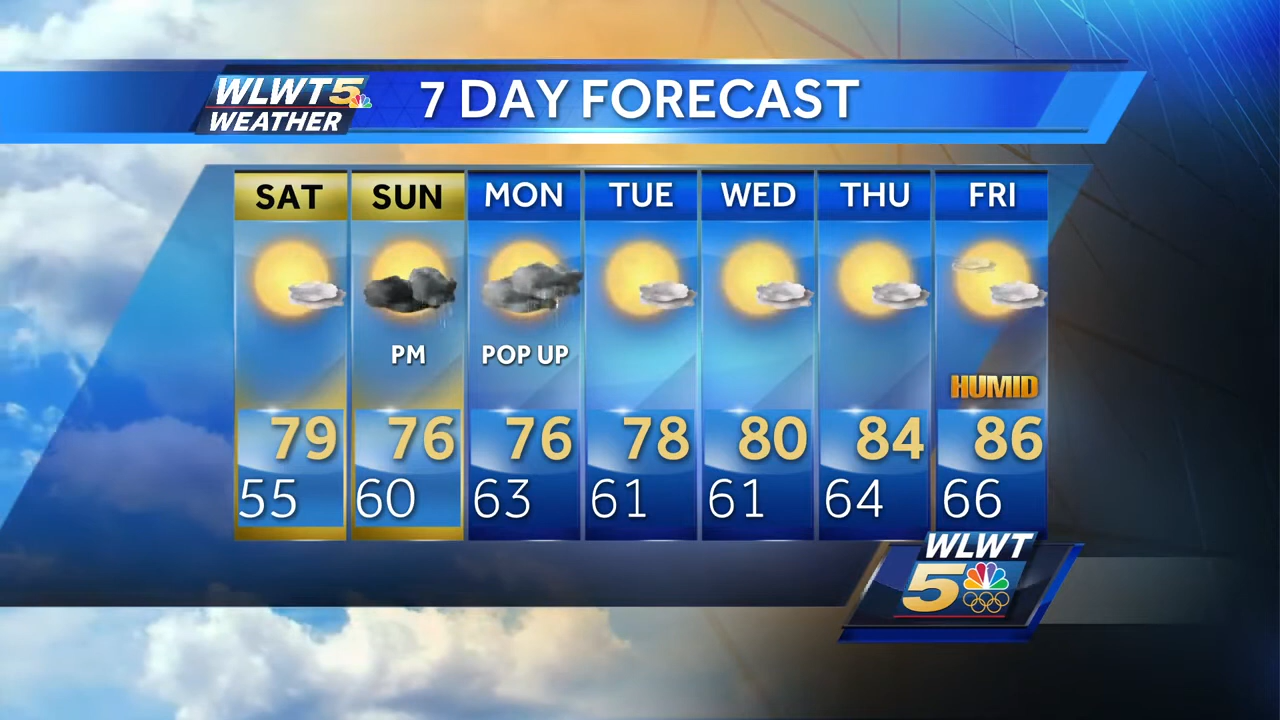 WLWT5
WEATHER
7 DAY FORECAST
SAT SUN MON TUE WED THU FRI
PM POP UP
HUMID
79 76 76 78 80 84 86
55 60 63 61 61 64 66
WLWT
5